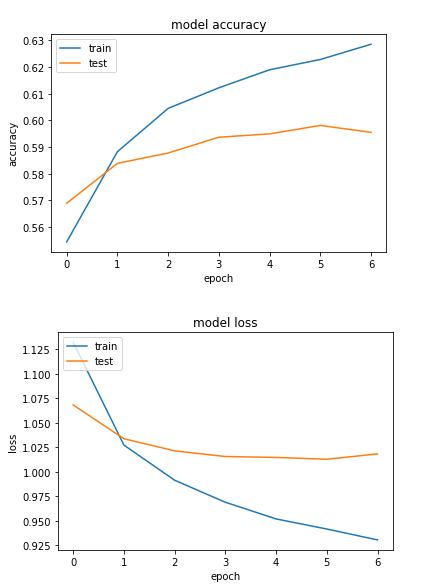 model accuracy
train
test
0.63
0.62
0.61
0.60
0.59
0.58
0.57
0.56
accuracy
0 1 2 3 4 5 6
epoch
model loss
train
test
1.125
1.100
1.075
1.050
1.025
1.000
0.975
0.950
0.925
loss
0 1 2 3 4 5 6
epoch